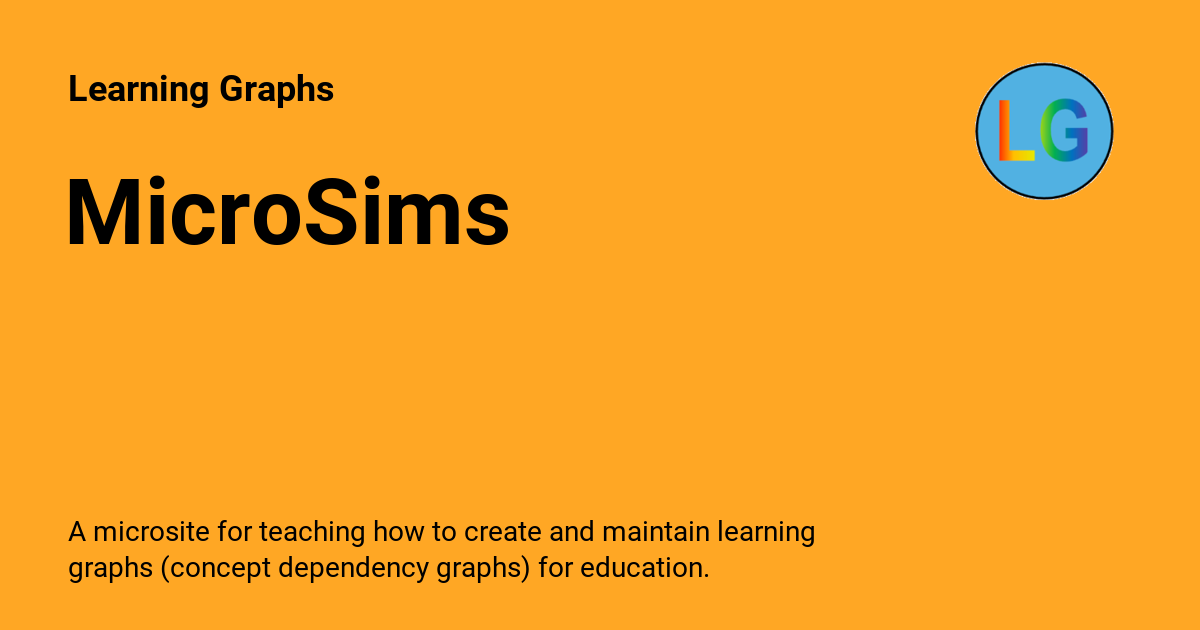 Learning Graphs
LG
MicroSims
A microsite for teaching how to create and maintain learning
graphs (concept dependency graphs) for education.